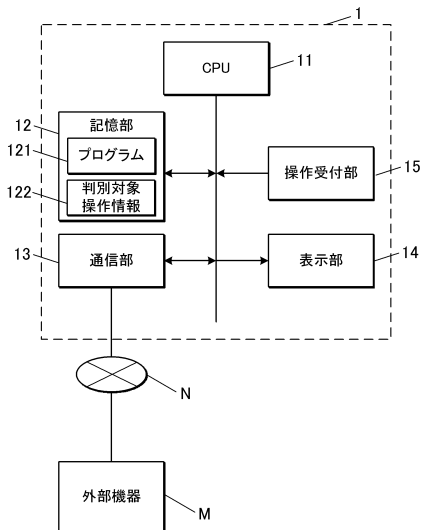 1
CPU
11
12
記憶部
121
プログラム
122
判別対象
操作情報
操作受付部
15
13
通信部
表示部
14
N
外部機器
M